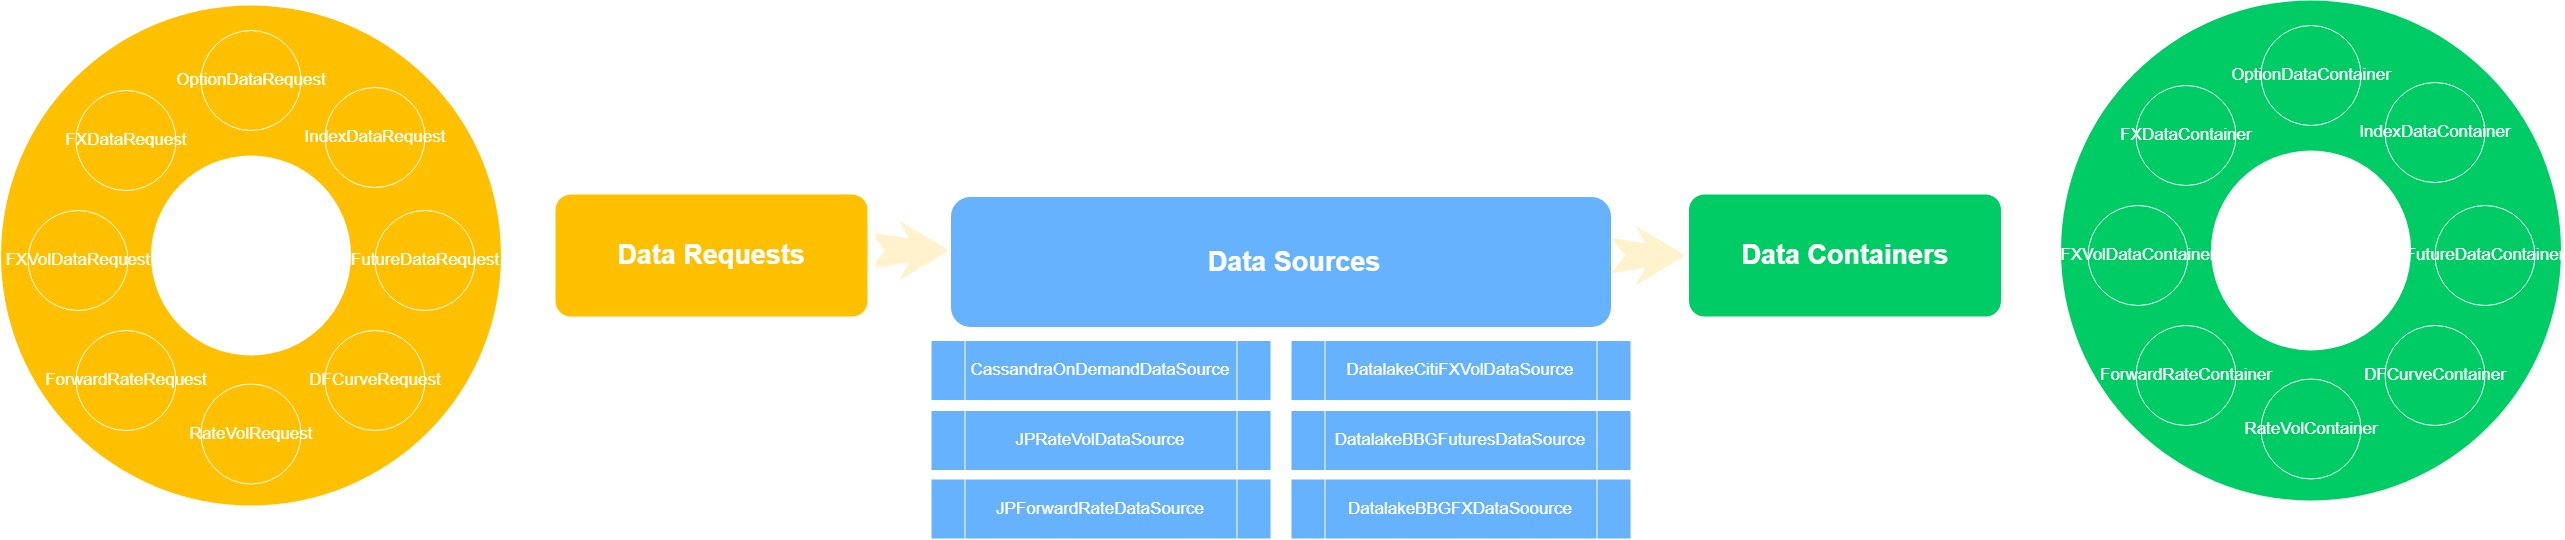 OptionDataRequest
IndexDataRequest
FXDataRequest
FXVolDataRequest
FutureDataRequest
ForwardRateRequest
DFCurveRequest
RateVolRequest
Data Requests
Data Sources
CassandraOnDemandDataSource
DatalakeCitiFXVolDataSource
JPRateVolDataSource
DatalakeBBGFuturesDataSource
JPForwardRateDataSource
DatalakeBBGFXDataSoource
Data Containers
OptionDataContainer
IndexDataContainer
FXDataContainer
FXVolDataContainer
FutureDataContainer
ForwardRateContainer
DFCurveContainer
RateVolContainer